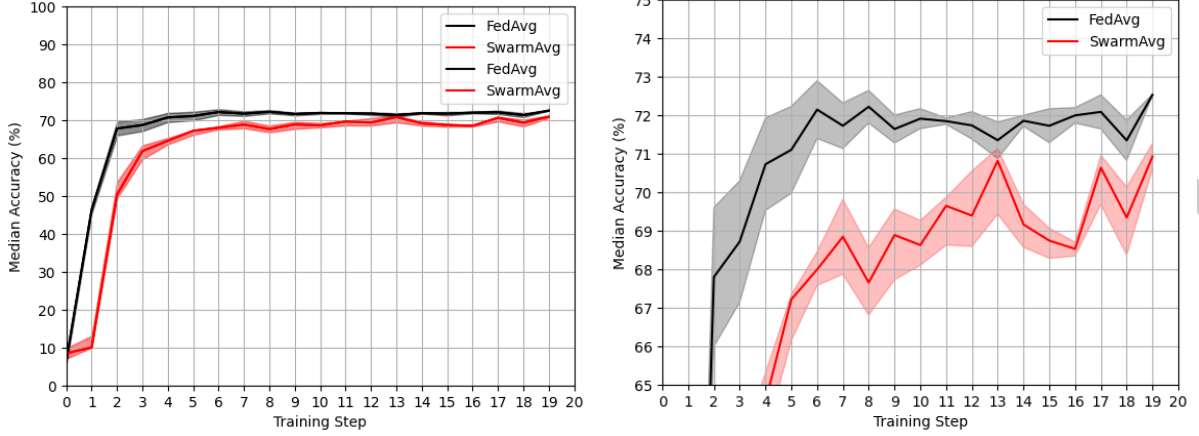 100
90
80
70
60
50
40
30
20
10
0
Median Accuracy (%)
FedAvg
SwarmAvg
FedAvg
SwarmAvg
0 1 2 3 4 5 6 7 8 9 10 11 12 13 14 15 16 17 18 19 20
Training Step
75
74
73
72
71
70
69
68
67
66
65
Median Accuracy (%)
FedAvg
SwarmAvg
0 1 2 3 4 5 6 7 8 9 10 11 12 13 14 15 16 17 18 19 20
Training Step